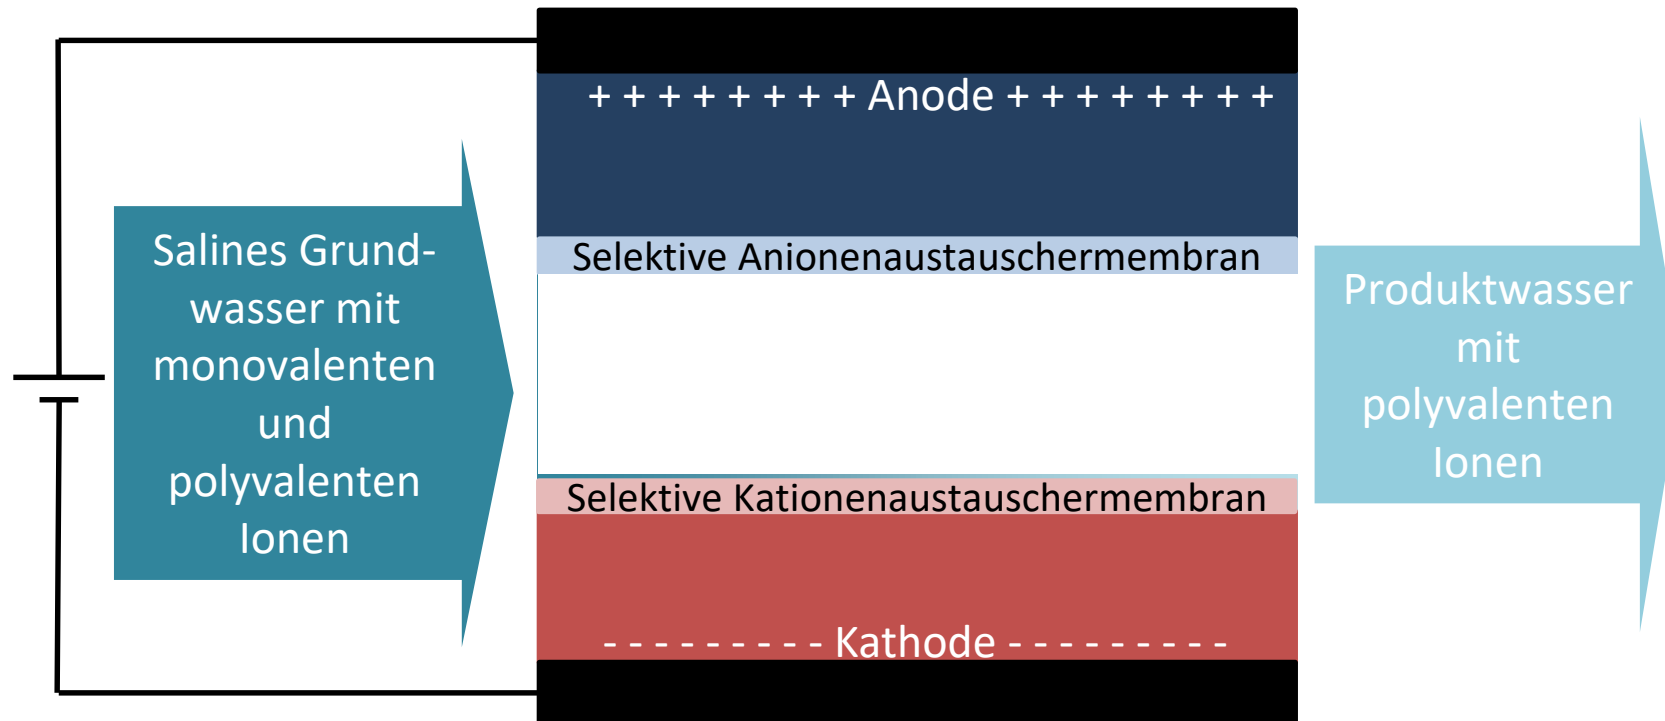 + + + + + + + + Anode + + + + + + + +
Salines Grund-
wasser mit
monovalenten
und
polyvalenten
Ionen
Selektive Anionenaustauschermembran
Selektive Kationenaustauschermembran
- - - - - - - - - Kathode - - - - - - - - -
Produktwasser
mit
polyvalenten
Ionen